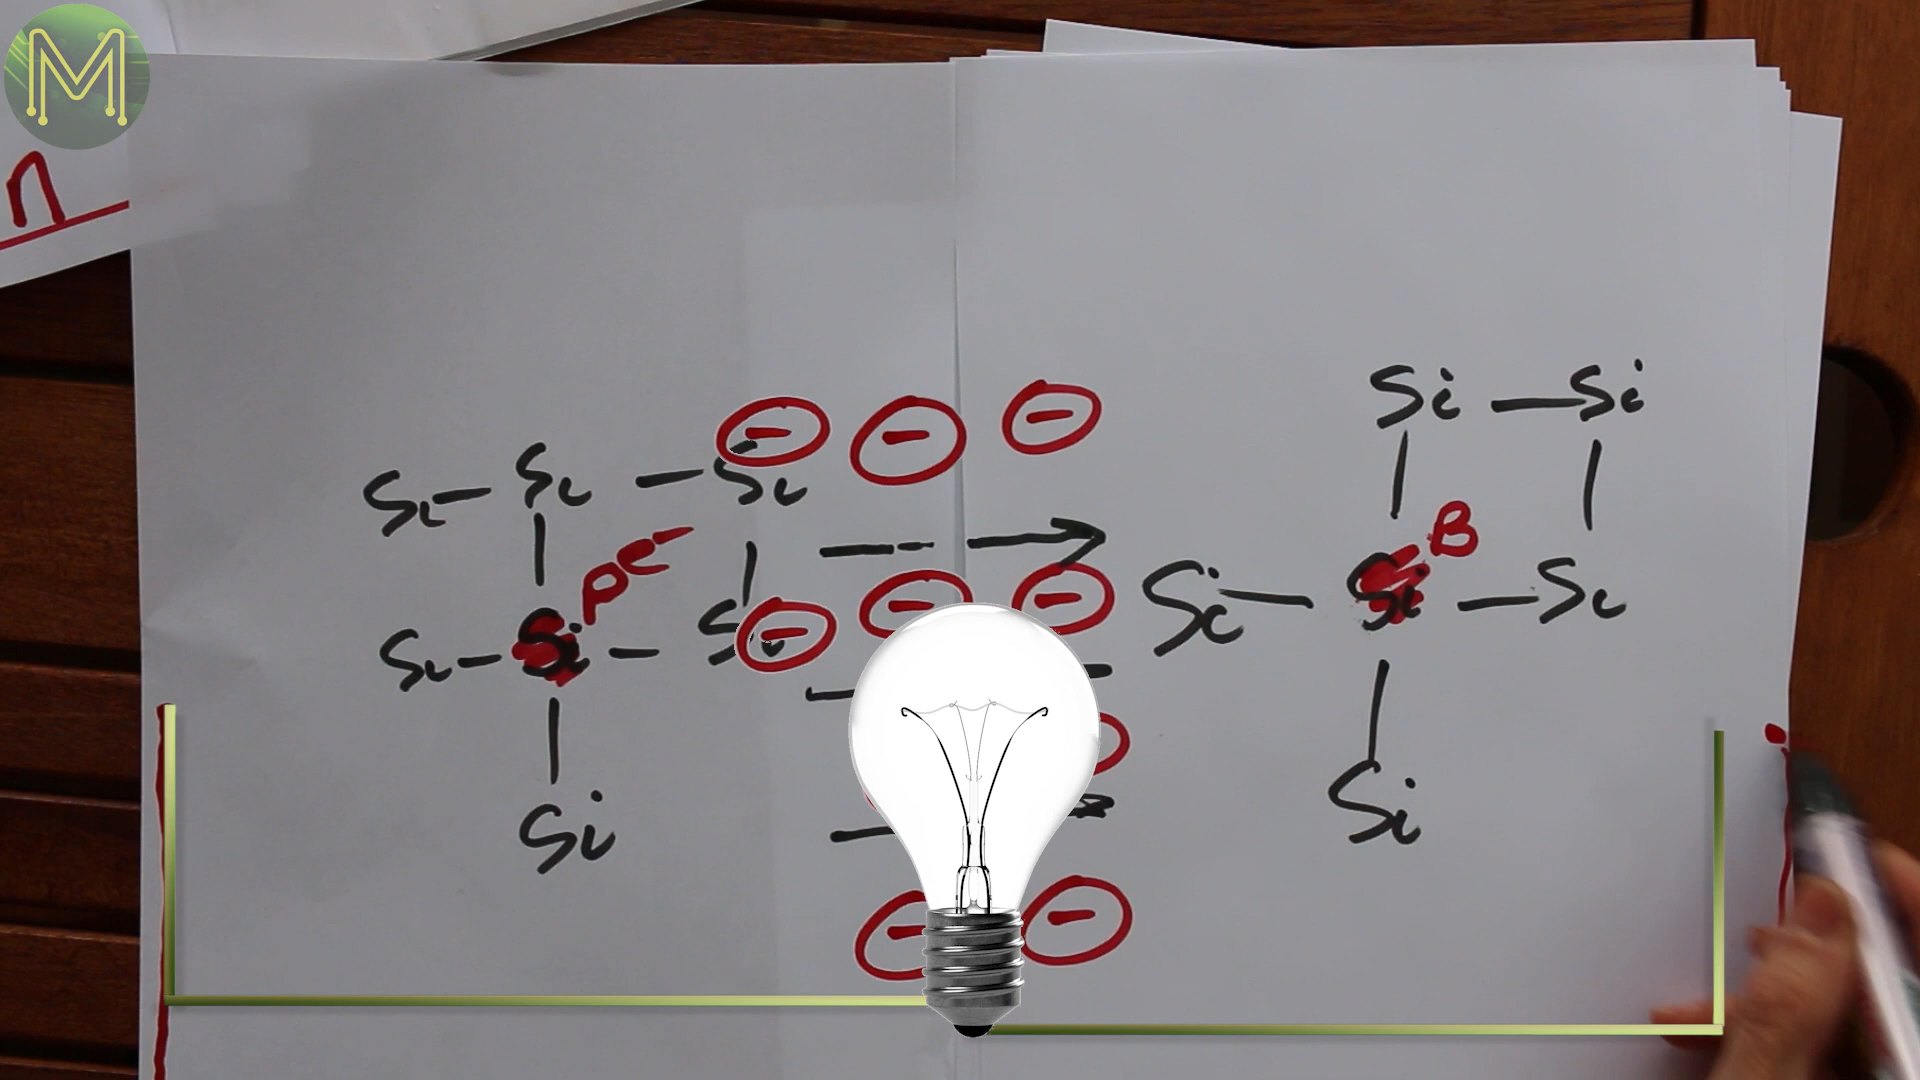 M
n
Si — Si
Si — Si — Si
B
P e-
Si — Si — Si
Si — Si — Si
Si
Si